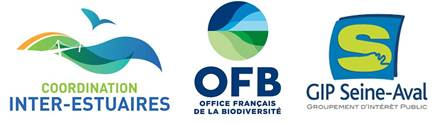 COORDINATION
INTER-ESTUAIRES
OFB
OFFICE FRANÇAIS
DE LA BIODIVERSITÉ
GIP Seine-Aval
GROUPEMENT D'INTÉRÊT PUBLIC